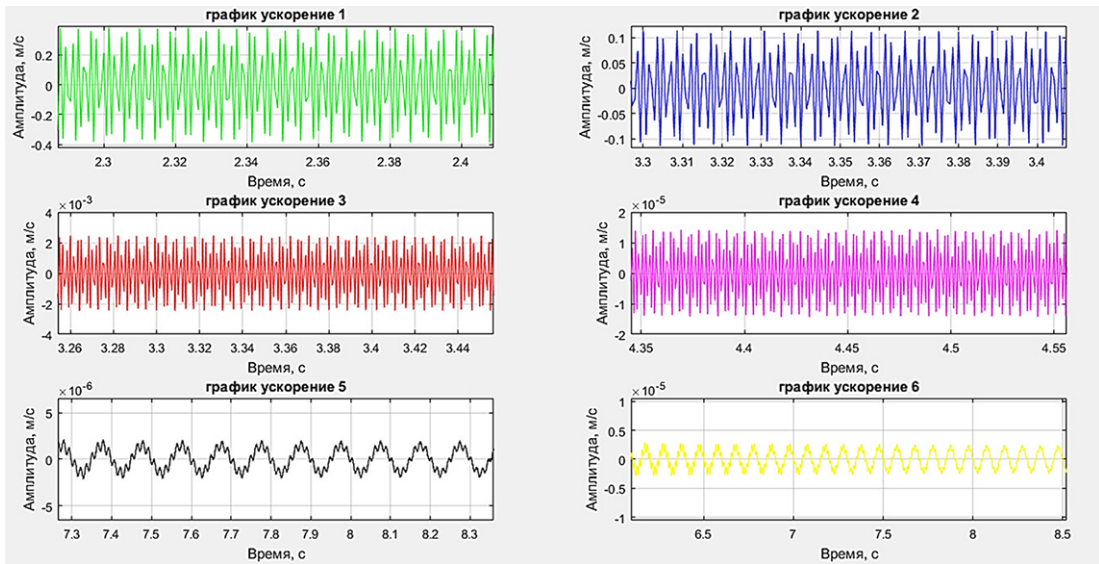 график ускорение 1
Амплитуда, м/с
0.2
0
-0.2
-0.4
2.3 2.32 2.34 2.36 2.38 2.4
Время, с
график ускорение 2
Амплитуда, м/с
0.1
0.05
0
-0.05
-0.1
3.3 3.31 3.32 3.33 3.34 3.35 3.36 3.37 3.38 3.39 3.4
Время, с
график ускорение 3
Амплитуда, м/с
×10⁻³
4
2
0
-2
-4
3.26 3.28 3.3 3.32 3.34 3.36 3.38 3.4 3.42 3.44
Время, с
график ускорение 4
Амплитуда, м/с
×10⁻⁵
2
1
0
-1
-2
4.35 4.4 4.45 4.5 4.55
Время, с
график ускорение 5
Амплитуда, м/с
×10⁻⁶
5
0
-5
7.3 7.4 7.5 7.6 7.7 7.8 7.9 8 8.1 8.2 8.3
Время, с
график ускорение 6
Амплитуда, м/с
×10⁻⁵
1
0.5
0
-0.5
-1
6.5 7 7.5 8 8.5
Время, с